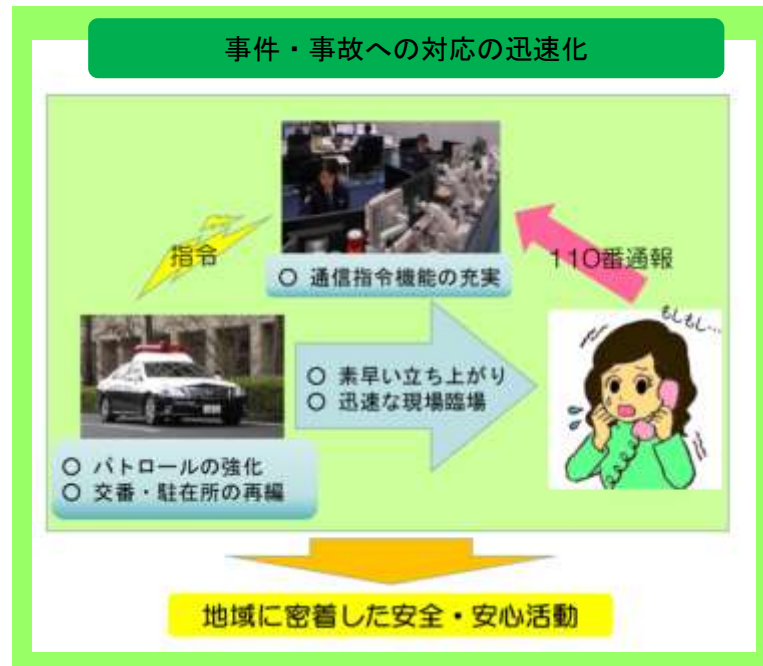 事件・事故への対応の迅速化
指令
110番通報
○ 通信指令機能の充実
もしもし…
○ 素早い立ち上がり
○ 迅速な現場臨場
○ パトロールの強化
○ 交番・駐在所の再編
地域に密着した安全・安心活動